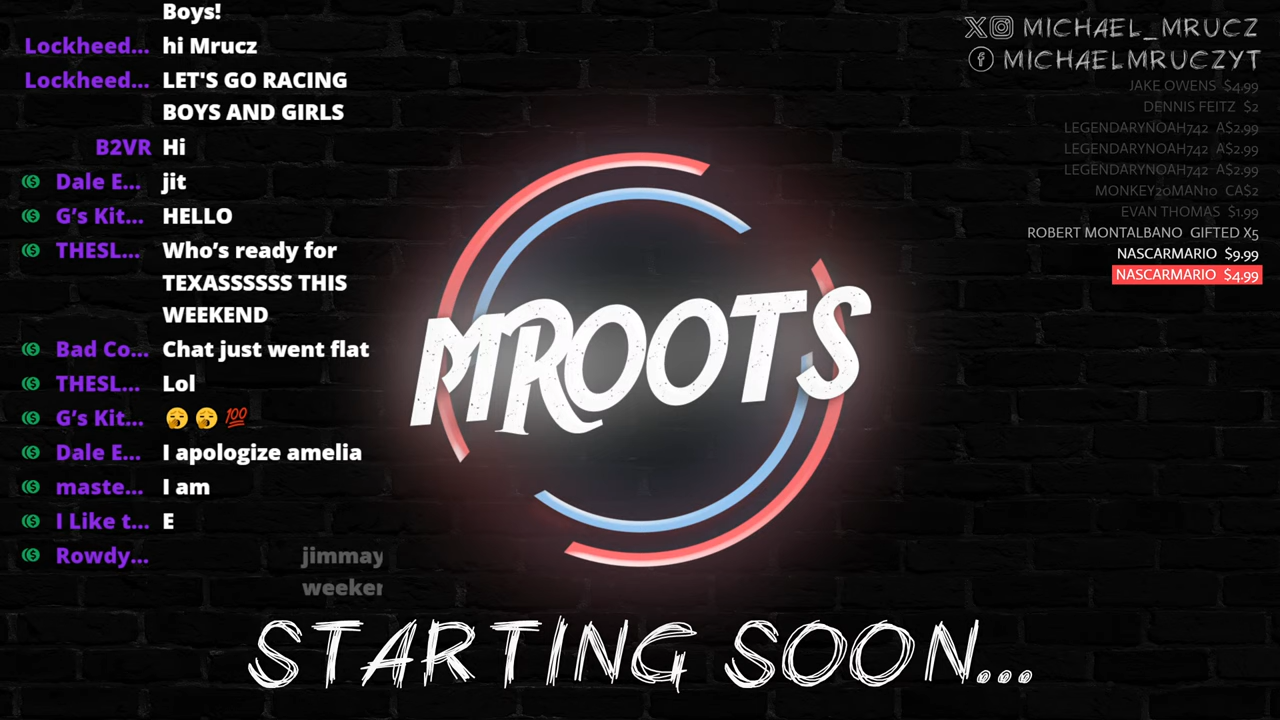 Boys!
Lockheed... hi Mrucz
Lockheed... LET'S GO RACING
BOYS AND GIRLS
B2VR Hi
Dale E... jit
G's Kit... HELLO
THESL... Who's ready for
TEXASSSSSS THIS
WEEKEND
Bad Co... Chat just went flat
THESL... Lol
G's Kit... 🥱🥱💯
Dale E... I apologize amelia
maste... I am
I Like t... E
Rowdy... jimmay
weeker
MICHAEL_MRUCZ
MICHAELMRUCZYT
JAKE OWENS $4.99
DENNIS FEITZ $2
LEGENDARYNOAH742 A$2.99
LEGENDARYNOAH742 A$2.99
LEGENDARYNOAH742 A$2.99
MONKEY20MAN10 CA$2
EVAN THOMAS $1.99
ROBERT MONTALBANO GIFTED X5
NASCARMARIO $9.99
NASCARMARIO $4.99
MROOTS
STARTING SOON...